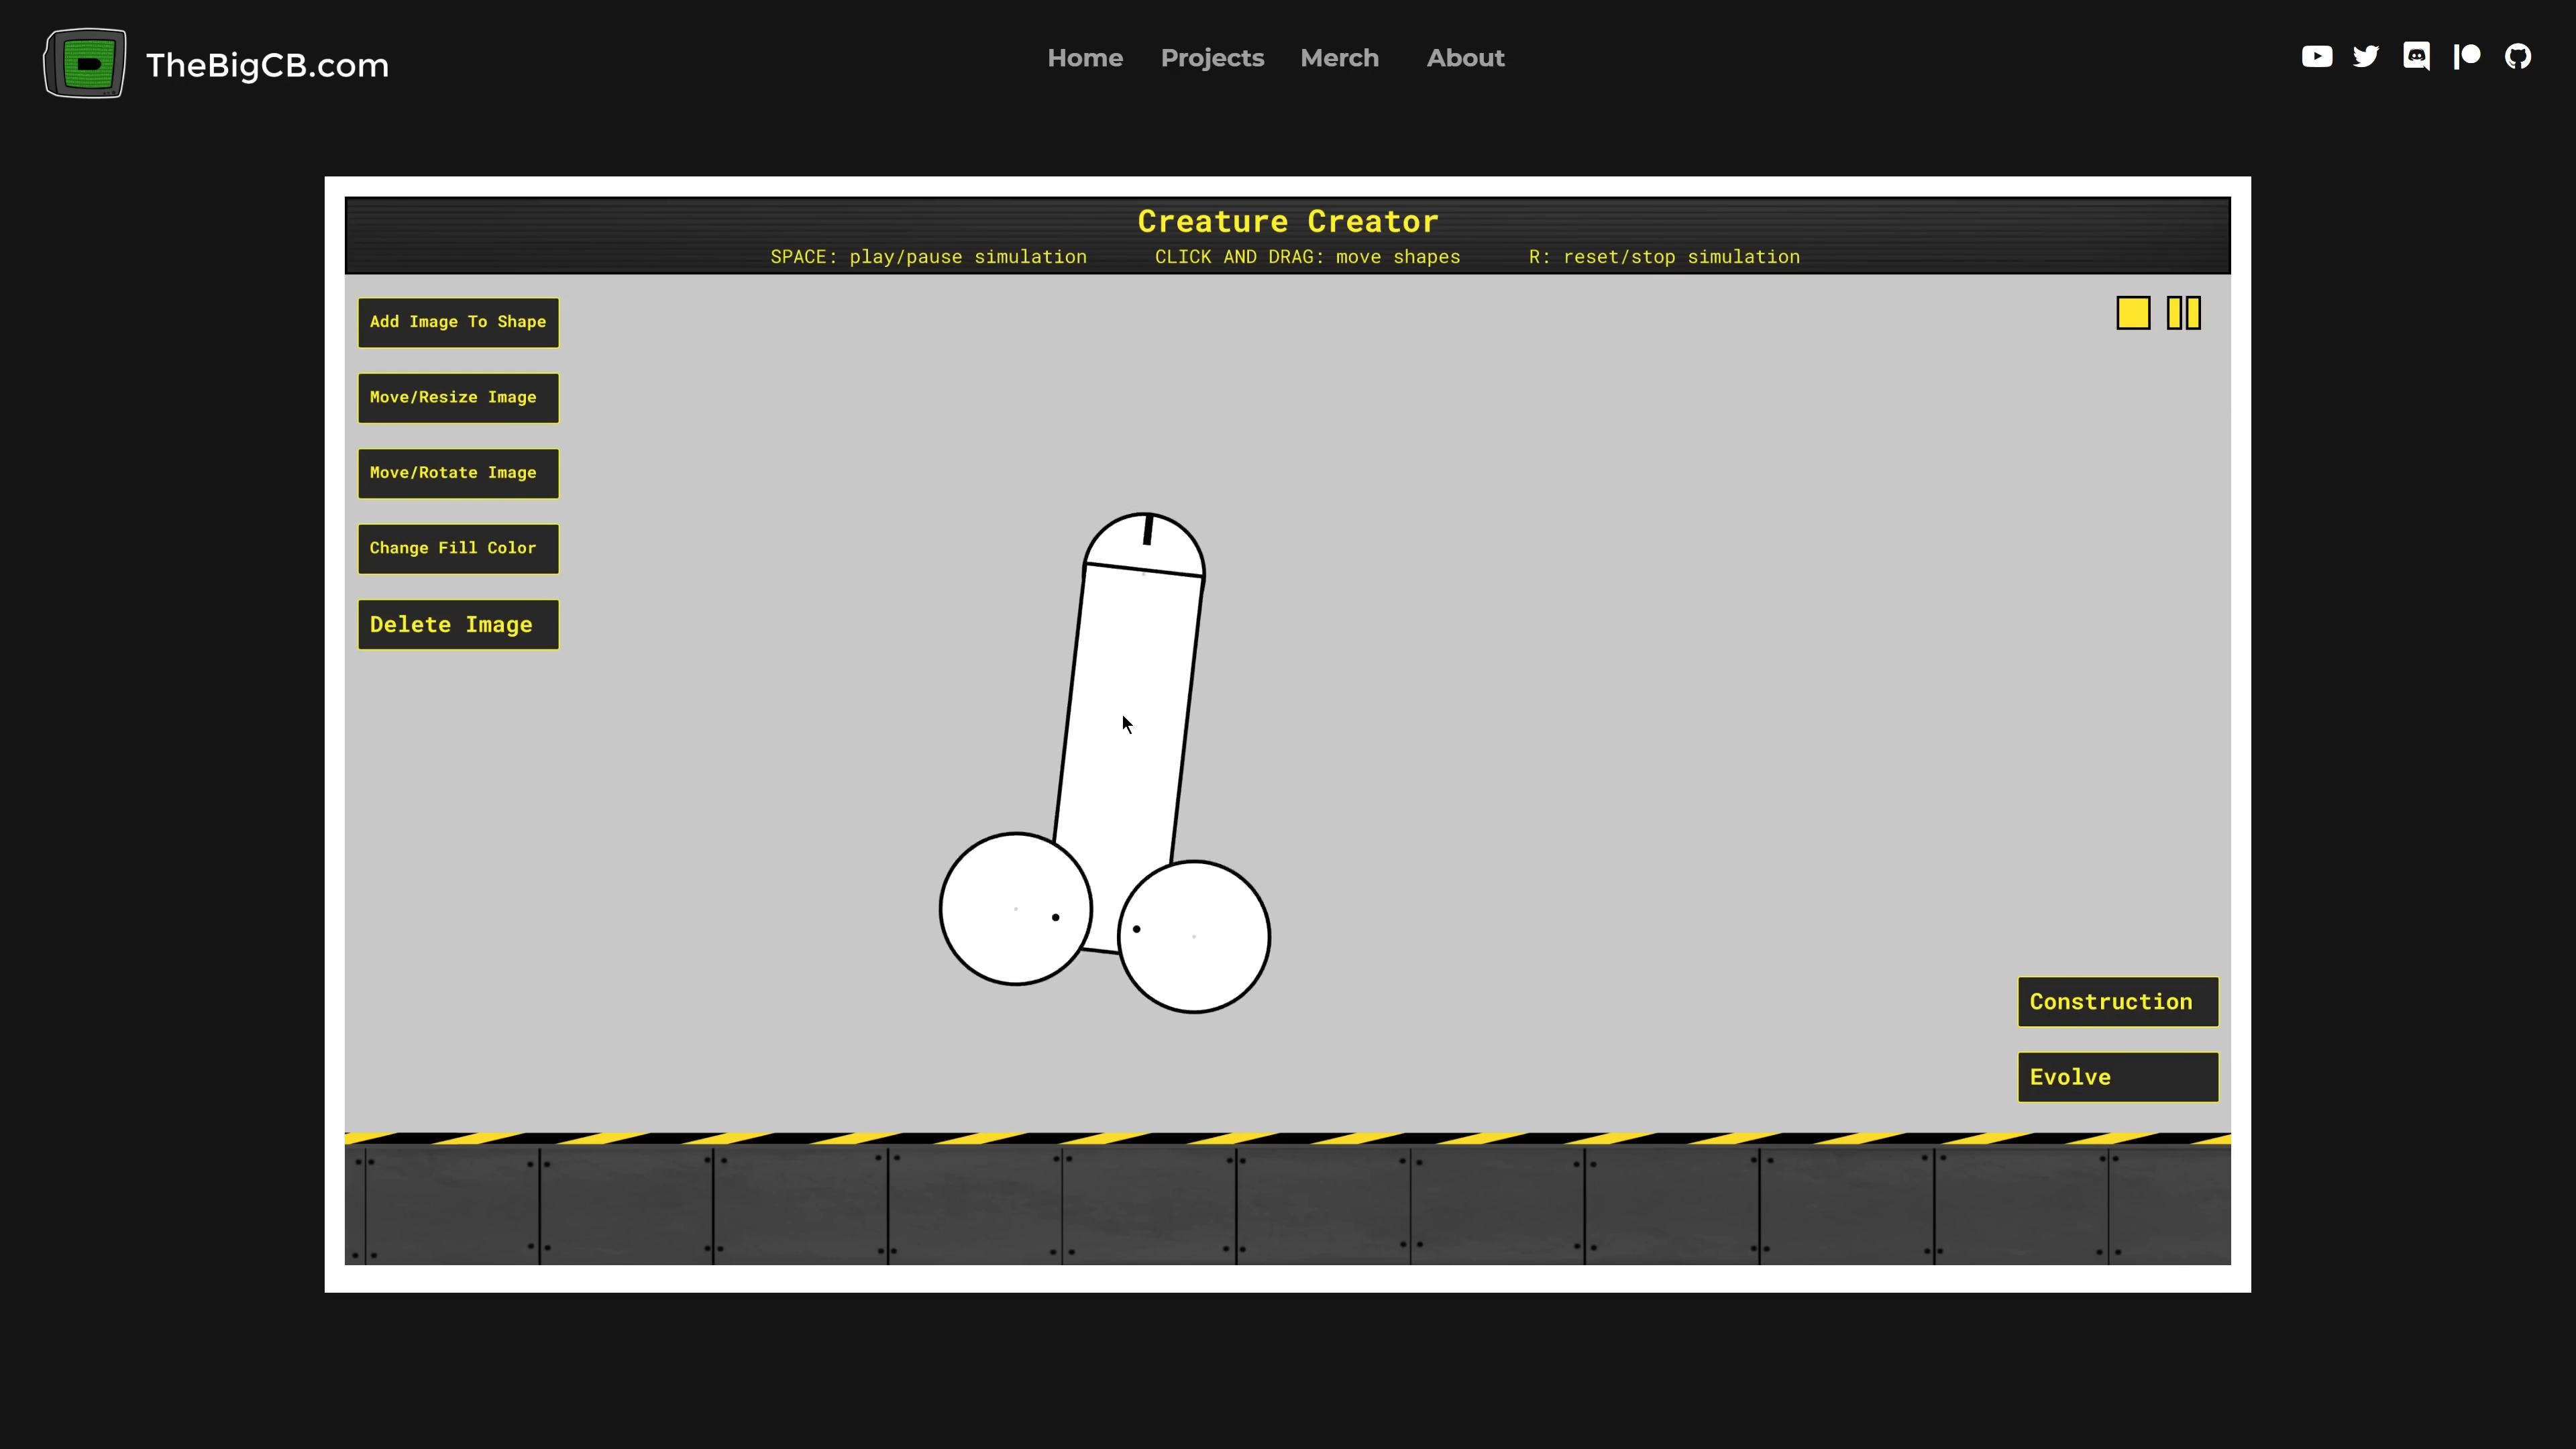 TheBigCB.com
Home Projects Merch About
Creature Creator
SPACE: play/pause simulation CLICK AND DRAG: move shapes R: reset/stop simulation
Add Image To Shape
Move/Resize Image
Move/Rotate Image
Change Fill Color
Delete Image
Construction
Evolve